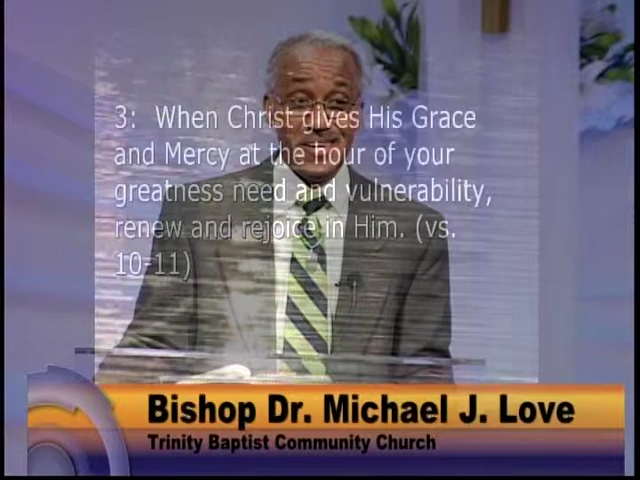 3: When Christ gives His Grace
and Mercy at the hour of your
greatness need and vulnerability,
renew and rejoice in Him. (vs.
10-11)
Bishop Dr. Michael J. Love
Trinity Baptist Community Church